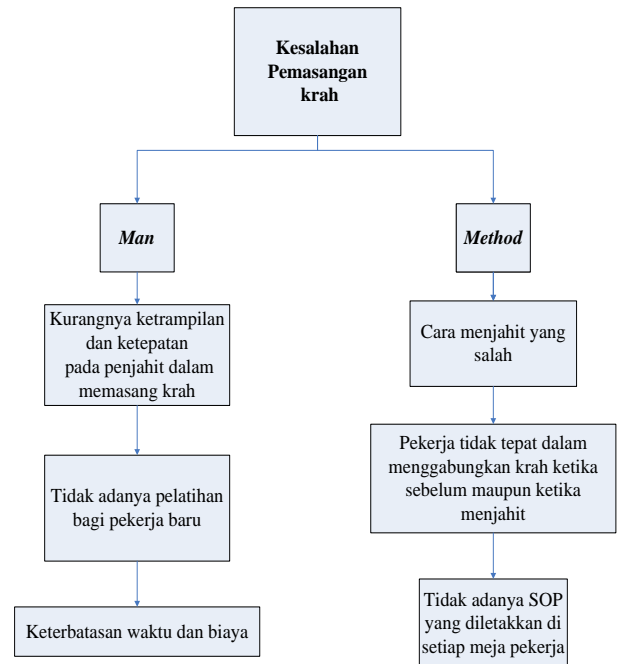 Kesalahan
Pemasangan
krah
Man
Method
Kurangnya ketrampilan
dan ketepatan
pada penjahit dalam
memasang krah
Cara menjahit yang
salah
Tidak adanya pelatihan
bagi pekerja baru
Pekerja tidak tepat dalam
menggabungkan krah ketika
sebelum maupun ketika
menjahit
Keterbatasan waktu dan biaya
Tidak adanya SOP
yang diletakkan di
setiap meja pekerja